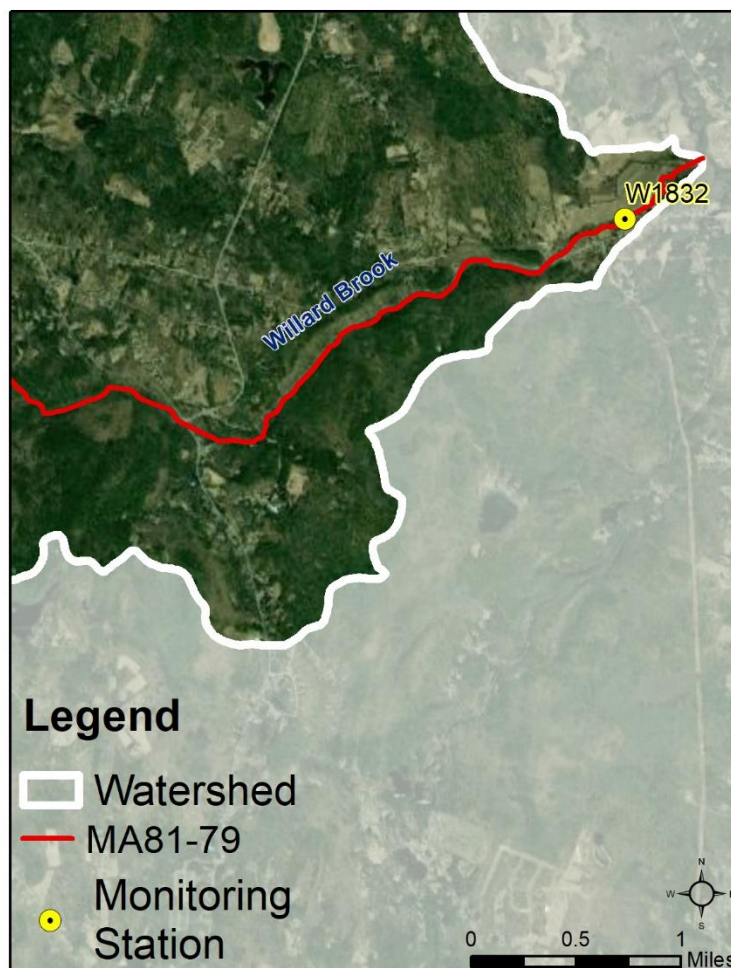 W1832
Willard Brook
Legend
Watershed
MA81-79
Monitoring
Station
N
W
S
0 0.5 1
Miles